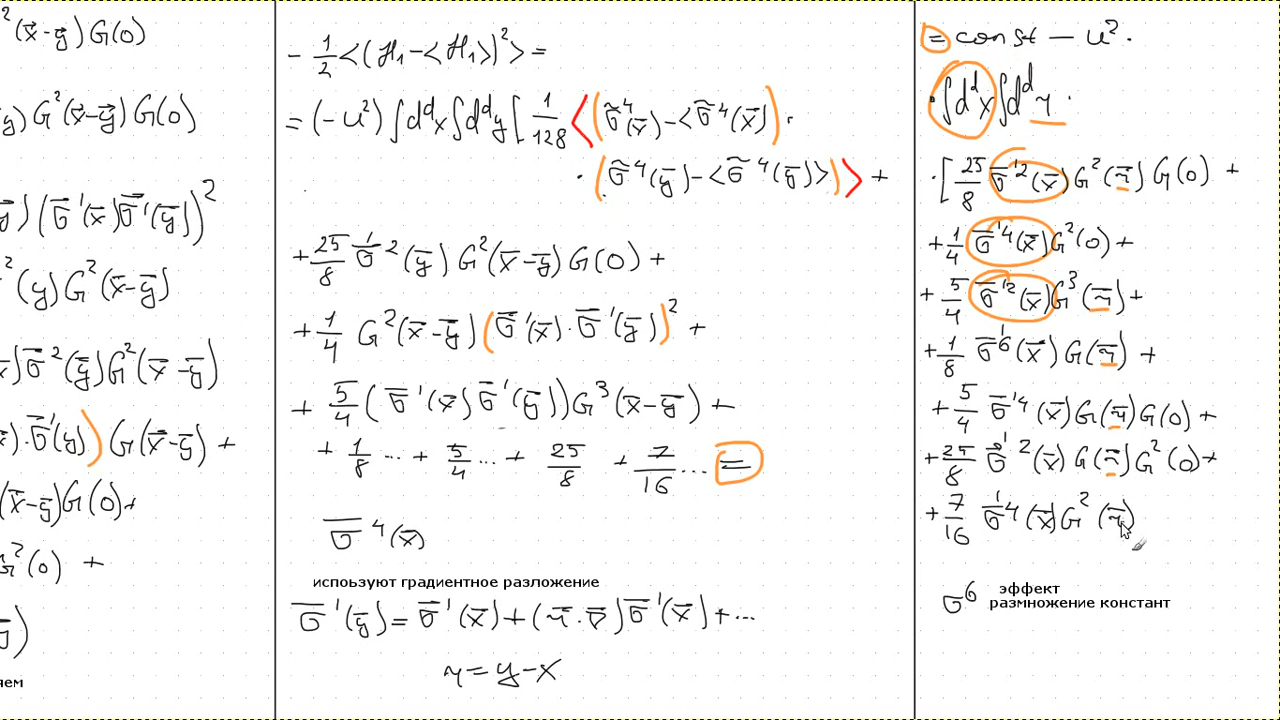 ²(x̄-ȳ)G(0)
ȳ)G²(x̄-ȳ)G(0)
ȳ)(σ̄'(x̄)σ̄'(ȳ))²
²(y)G²(x̄-ȳ)
x)σ̄²(ȳ)G²(x̄-ȳ)
x)·σ̄'(y))G(x̄-ȳ)+
(x̄-ȳ)G(0)+
G²(0) +
ȳ)
яем
- 1/2 <(H₁-<H₁>)²> =
= (-u²)∫dᵈx∫dᵈy[1/128 <(σ̃⁴(x̄)-<σ̃⁴(x̄)>)·
·(σ̃⁴(ȳ)-<σ̃⁴(ȳ)>)> +
+25/8 σ̄'²(ȳ)G²(x̄-ȳ)G(0)+
+1/4 G²(x̄-ȳ)(σ̄'(x̄)·σ̄'(ȳ))²+
+5/4(σ̄'(x̄)σ̄'(ȳ))G³(x̄-ȳ)+
+1/8...+5/4...+25/8 +7/16...=
σ̄⁴(x̄)
испоьзуют градиентное разложение
σ̄'(ȳ)=σ̄'(x̄)+(r̄·∇̄)σ̄'(x̄)+...
r=y-x
= const - u²·
·∫dᵈx∫dᵈr·
·[25/8 σ̄'²(x̄)G²(r̄)G(0)+
+1/4 σ̄'⁴(x̄)G²(0)+
+5/4 σ̄'²(x̄)G³(r̄)+
+1/8 σ̄'⁶(x̄)G(r̄)+
+5/4 σ̄'⁴(x̄)G(r̄)G(0)+
+25/8 σ̄'²(x̄)G(r̄)G²(0)+
+7/16 σ̄'⁴(x̄)G²(r̄)
σ⁶ эффект
размножение констант